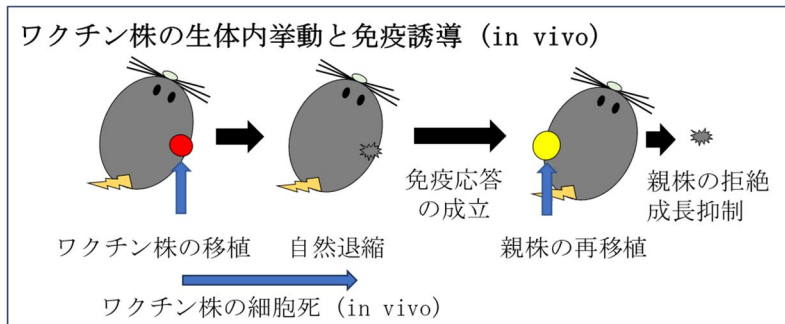 ワクチン株の生体内挙動と免疫誘導 (in vivo)
免疫応答
の成立
親株の拒絶
成長抑制
ワクチン株の移植
自然退縮
親株の再移植
ワクチン株の細胞死 (in vivo)